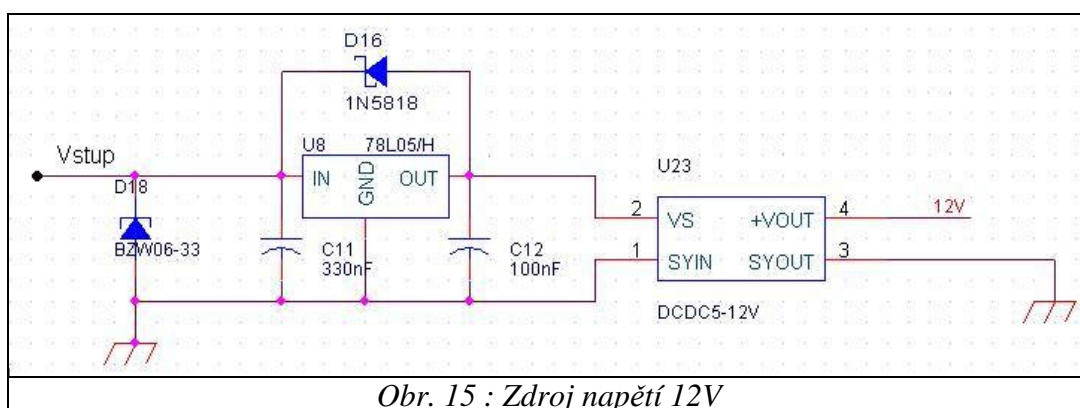 D16
1N5818
Vstup
U8 78L05/H
IN GND OUT
D18
BZW06-33
C11
330nF
C12
100nF
U23
2 VS +VOUT 4 12V
1 SYIN SYOUT 3
DCDC5-12V
Obr. 15 : Zdroj napětí 12V